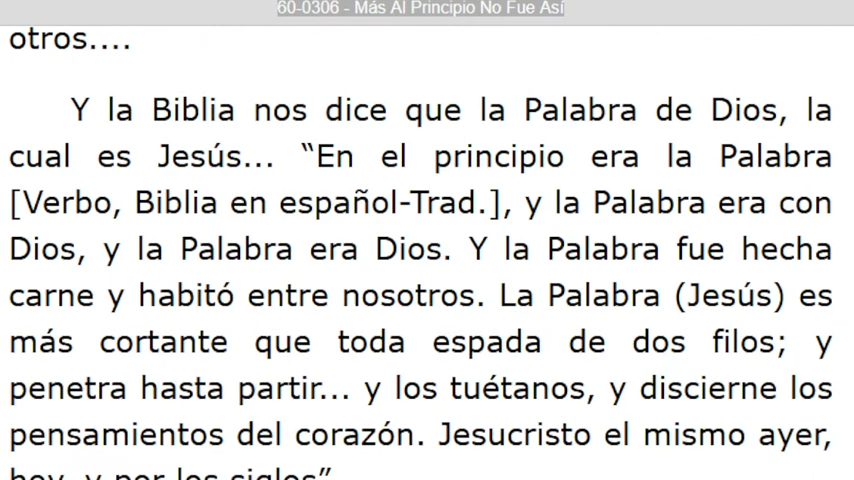 60-0306 - Más Al Principio No Fue Así
otros....
Y la Biblia nos dice que la Palabra de Dios, la
cual es Jesús... “En el principio era la Palabra
[Verbo, Biblia en español-Trad.], y la Palabra era con
Dios, y la Palabra era Dios. Y la Palabra fue hecha
carne y habitó entre nosotros. La Palabra (Jesús) es
más cortante que toda espada de dos filos; y
penetra hasta partir... y los tuétanos, y discierne los
pensamientos del corazón. Jesucristo el mismo ayer,
hoy, y por los siglos”